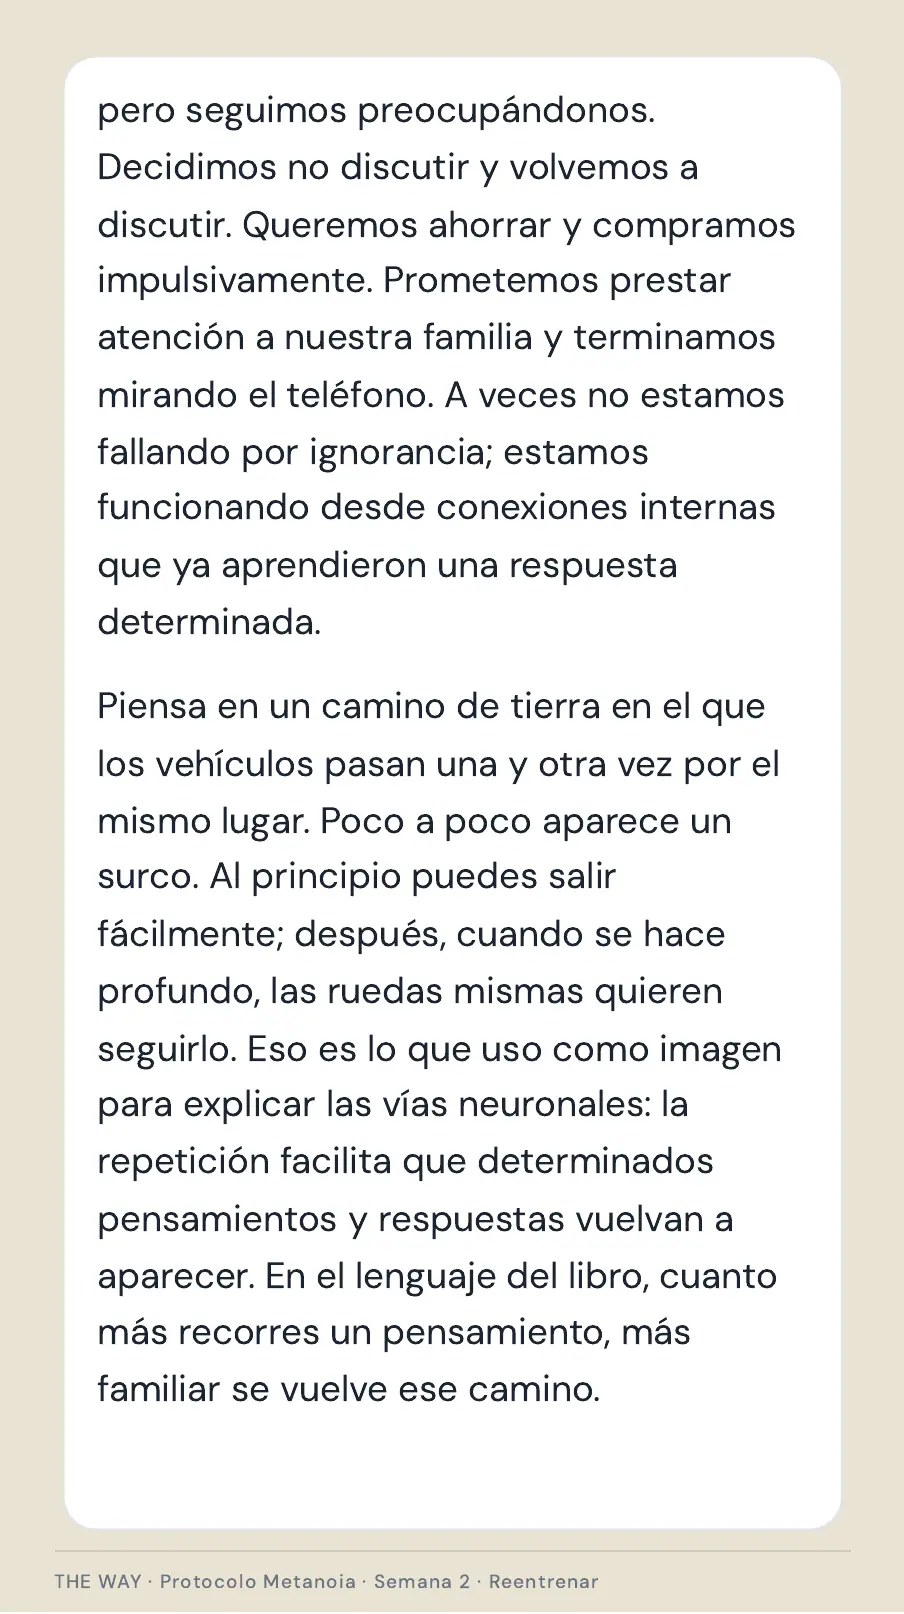 pero seguimos preocupándonos.
Decidimos no discutir y volvemos a
discutir. Queremos ahorrar y compramos
impulsivamente. Prometemos prestar
atención a nuestra familia y terminamos
mirando el teléfono. A veces no estamos
fallando por ignorancia; estamos
funcionando desde conexiones internas
que ya aprendieron una respuesta
determinada.
Piensa en un camino de tierra en el que
los vehículos pasan una y otra vez por el
mismo lugar. Poco a poco aparece un
surco. Al principio puedes salir
fácilmente; después, cuando se hace
profundo, las ruedas mismas quieren
seguirlo. Eso es lo que uso como imagen
para explicar las vías neuronales: la
repetición facilita que determinados
pensamientos y respuestas vuelvan a
aparecer. En el lenguaje del libro, cuanto
más recorres un pensamiento, más
familiar se vuelve ese camino.
THE WAY · Protocolo Metanoia · Semana 2 · Reentrenar